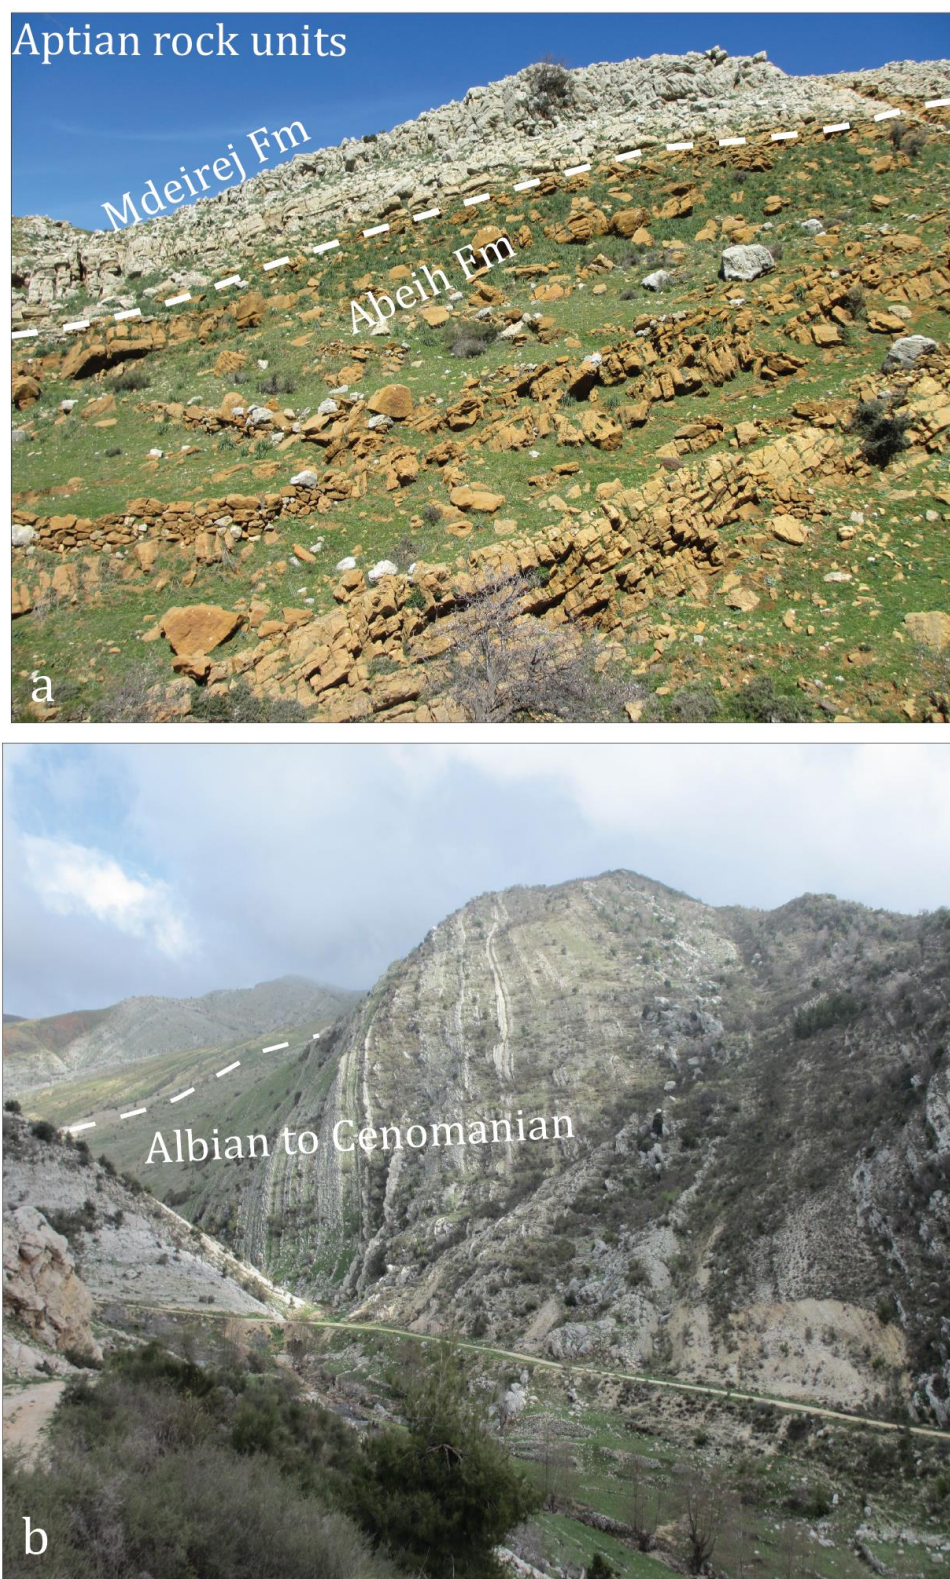 Aptian rock units
Mdeirej Fm
Abeih Fm
a
Albian to Cenomanian
b